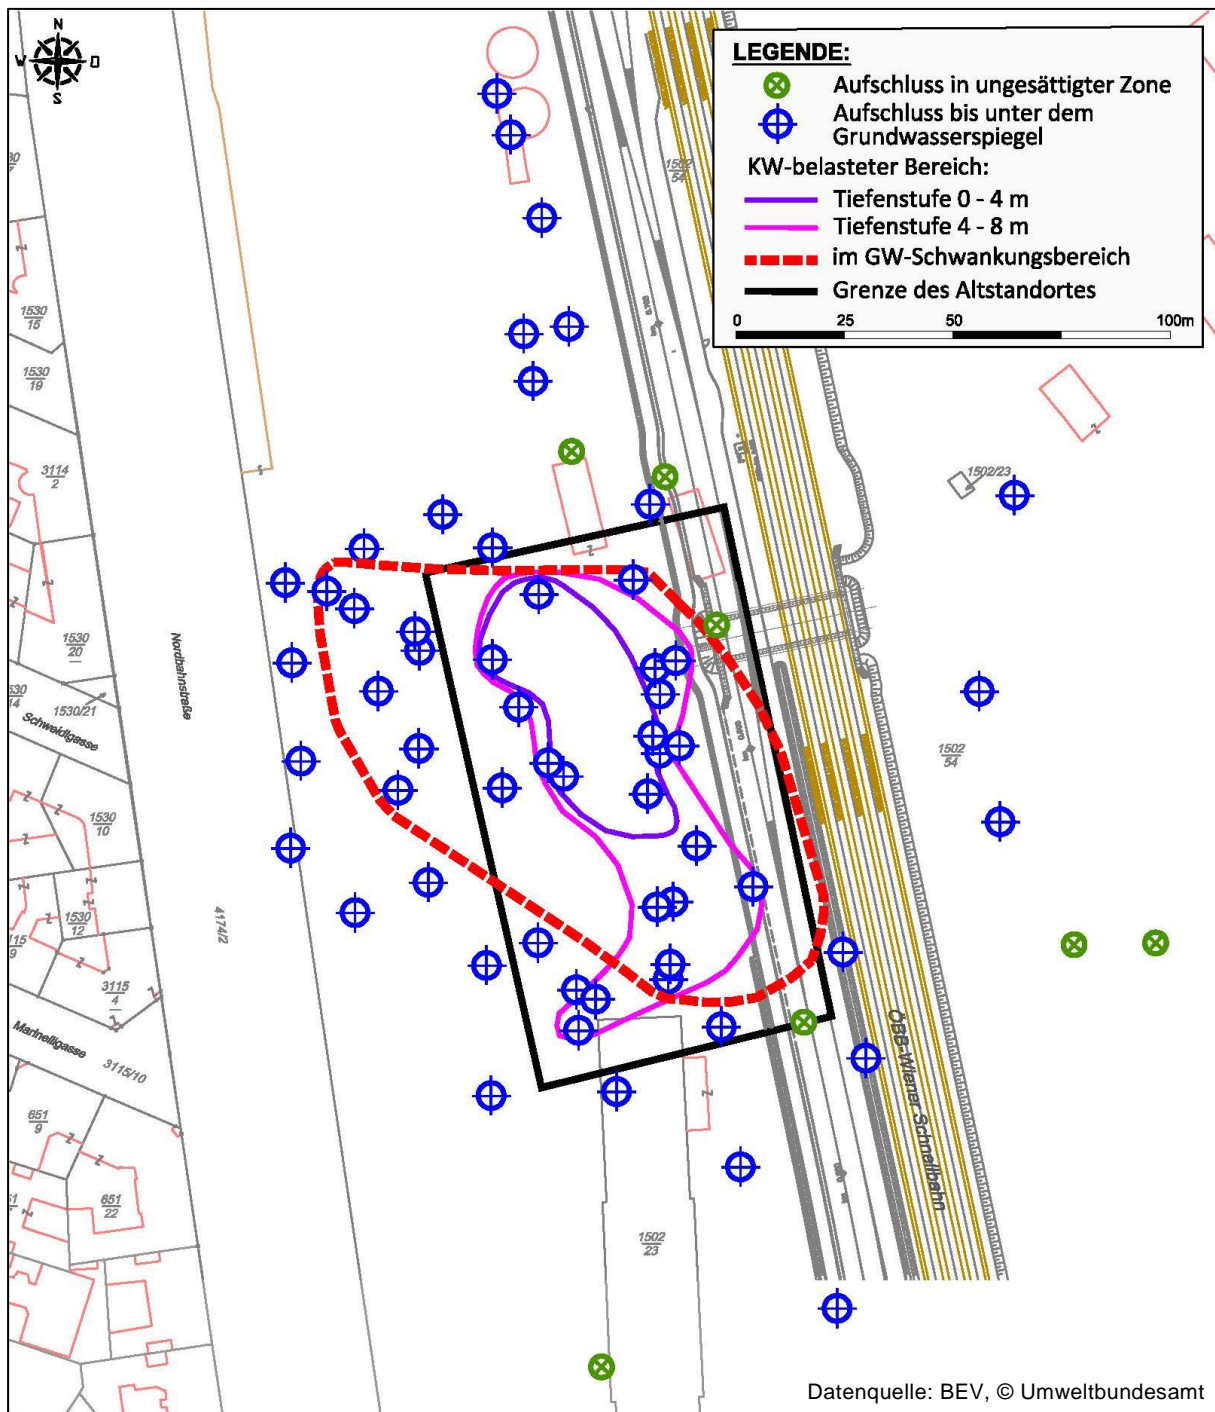 N
W
O
S
LEGENDE:
Aufschluss in ungesättigter Zone
Aufschluss bis unter dem
Grundwasserspiegel
KW-belasteter Bereich:
Tiefenstufe 0 - 4 m
Tiefenstufe 4 - 8 m
im GW-Schwankungsbereich
Grenze des Altstandortes
0 25 50 100m
1502
54
1530
15
1530
19
3114
2
1502/23
1530
20
1530/21
Schweidlgasse
Nordbahnstraße
1502
54
1530
10
1530
12
4174/2
3115
4
Marinelligasse
3115/10
651
9
651
22
1502
23
ÖBB-Wiener Schnellbahn
Datenquelle: BEV, © Umweltbundesamt